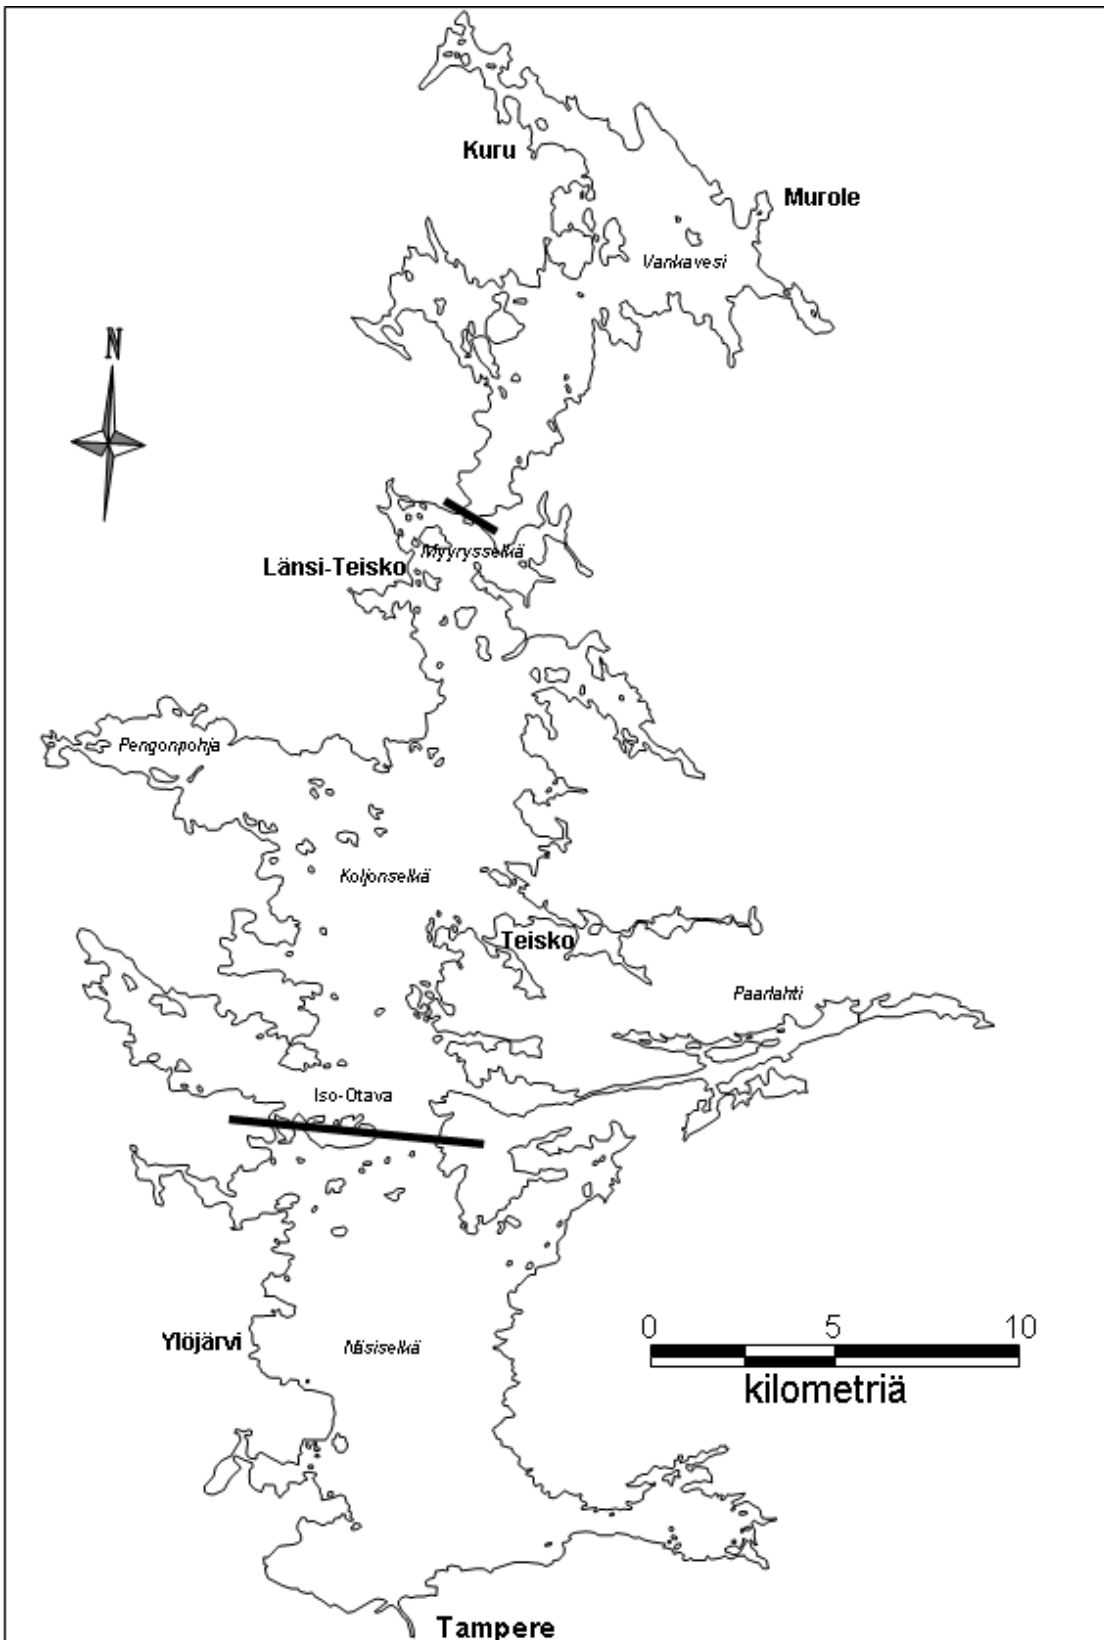 Kuru
Murole
Vankavesi
N
Myyrysselkä
Länsi-Teisko
Pengonpohja
Koljonselkä
Teisko
Paarlahti
Iso-Otava
0 5 10
kilometriä
Ylöjärvi
Näsiselkä
Tampere